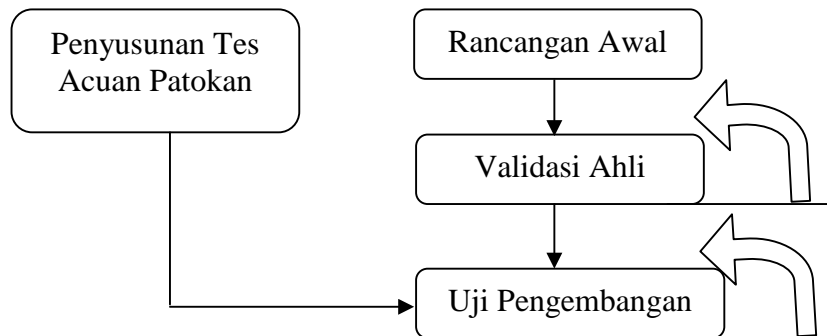 Penyusunan Tes
Acuan Patokan
Rancangan Awal
Validasi Ahli
Uji Pengembangan